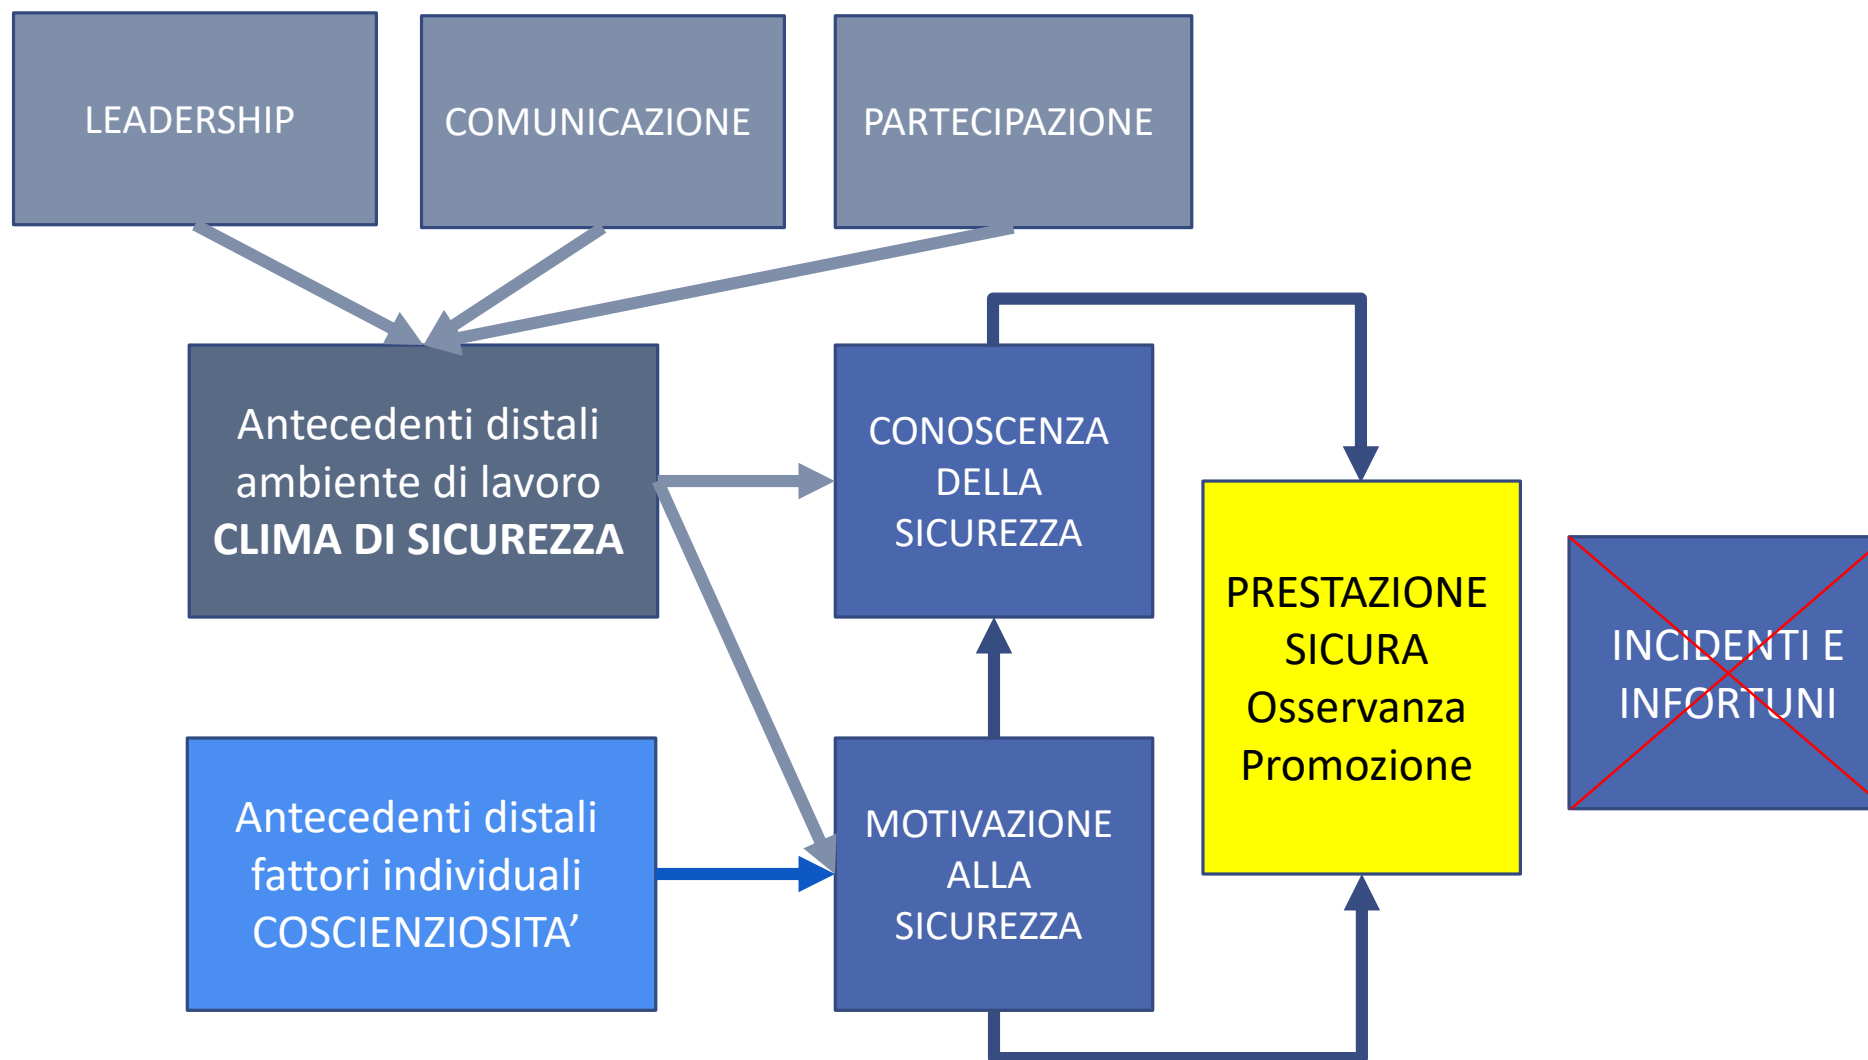 LEADERSHIP
COMUNICAZIONE
PARTECIPAZIONE
Antecedenti distali
ambiente di lavoro
CLIMA DI SICUREZZA
CONOSCENZA
DELLA
SICUREZZA
PRESTAZIONE
SICURA
Osservanza
Promozione
INCIDENTI E
INFORTUNI
Antecedenti distali
fattori individuali
COSCIENZIOSITA’
MOTIVAZIONE
ALLA
SICUREZZA